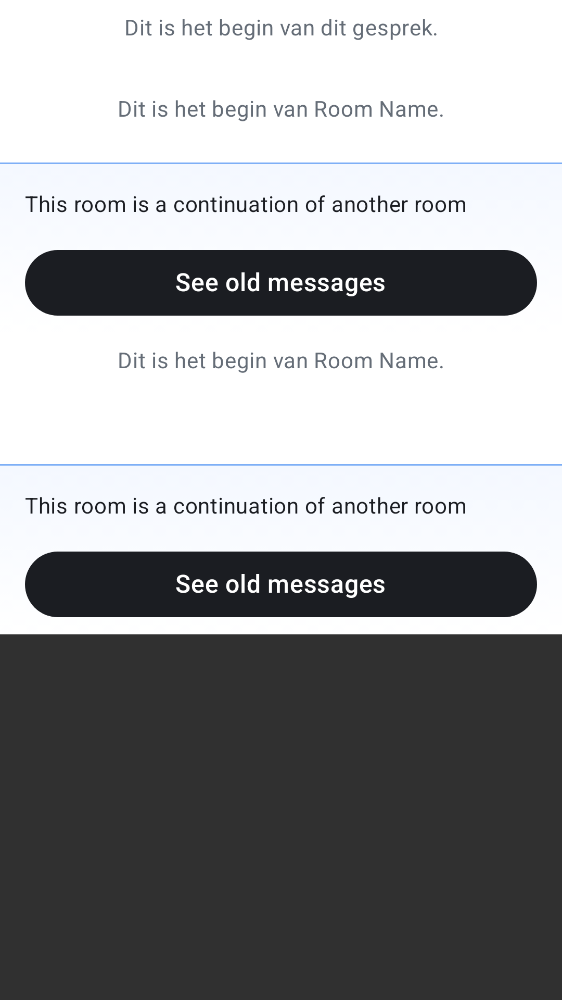 Dit is het begin van dit gesprek.
Dit is het begin van Room Name.
This room is a continuation of another room
See old messages
Dit is het begin van Room Name.
This room is a continuation of another room
See old messages